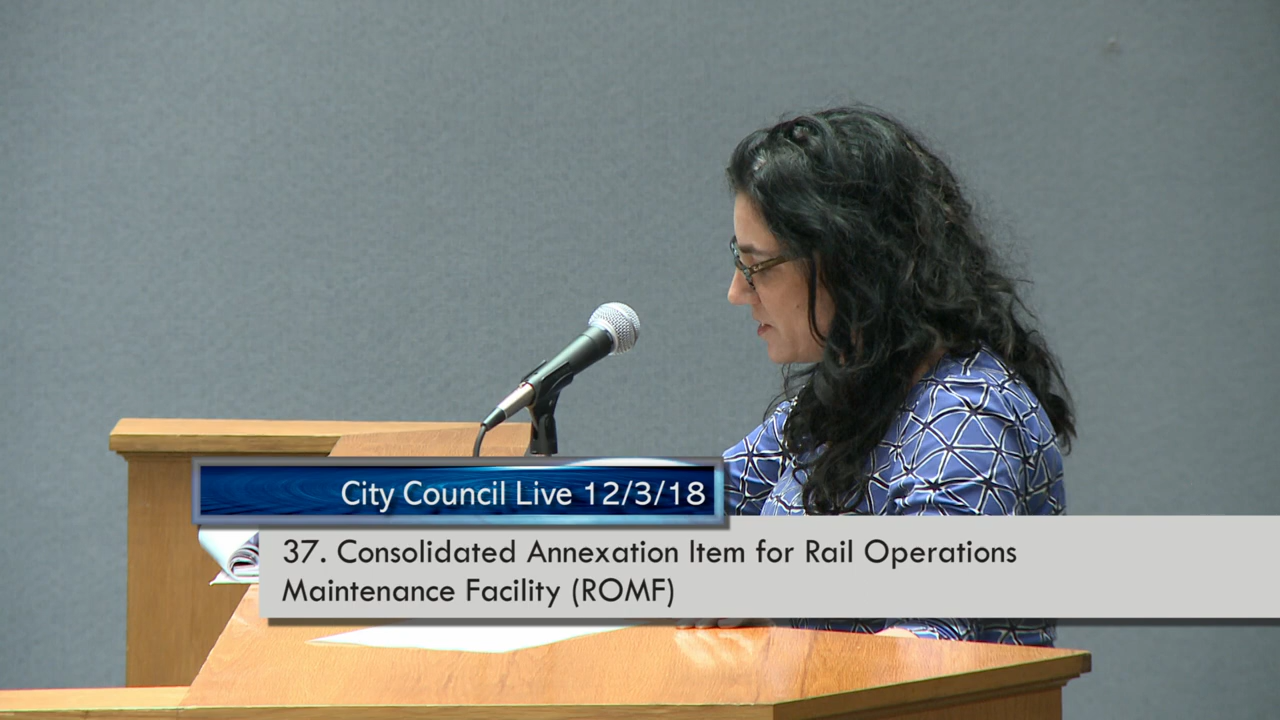 City Council Live 12/3/18
37. Consolidated Annexation Item for Rail Operations
Maintenance Facility (ROMF)